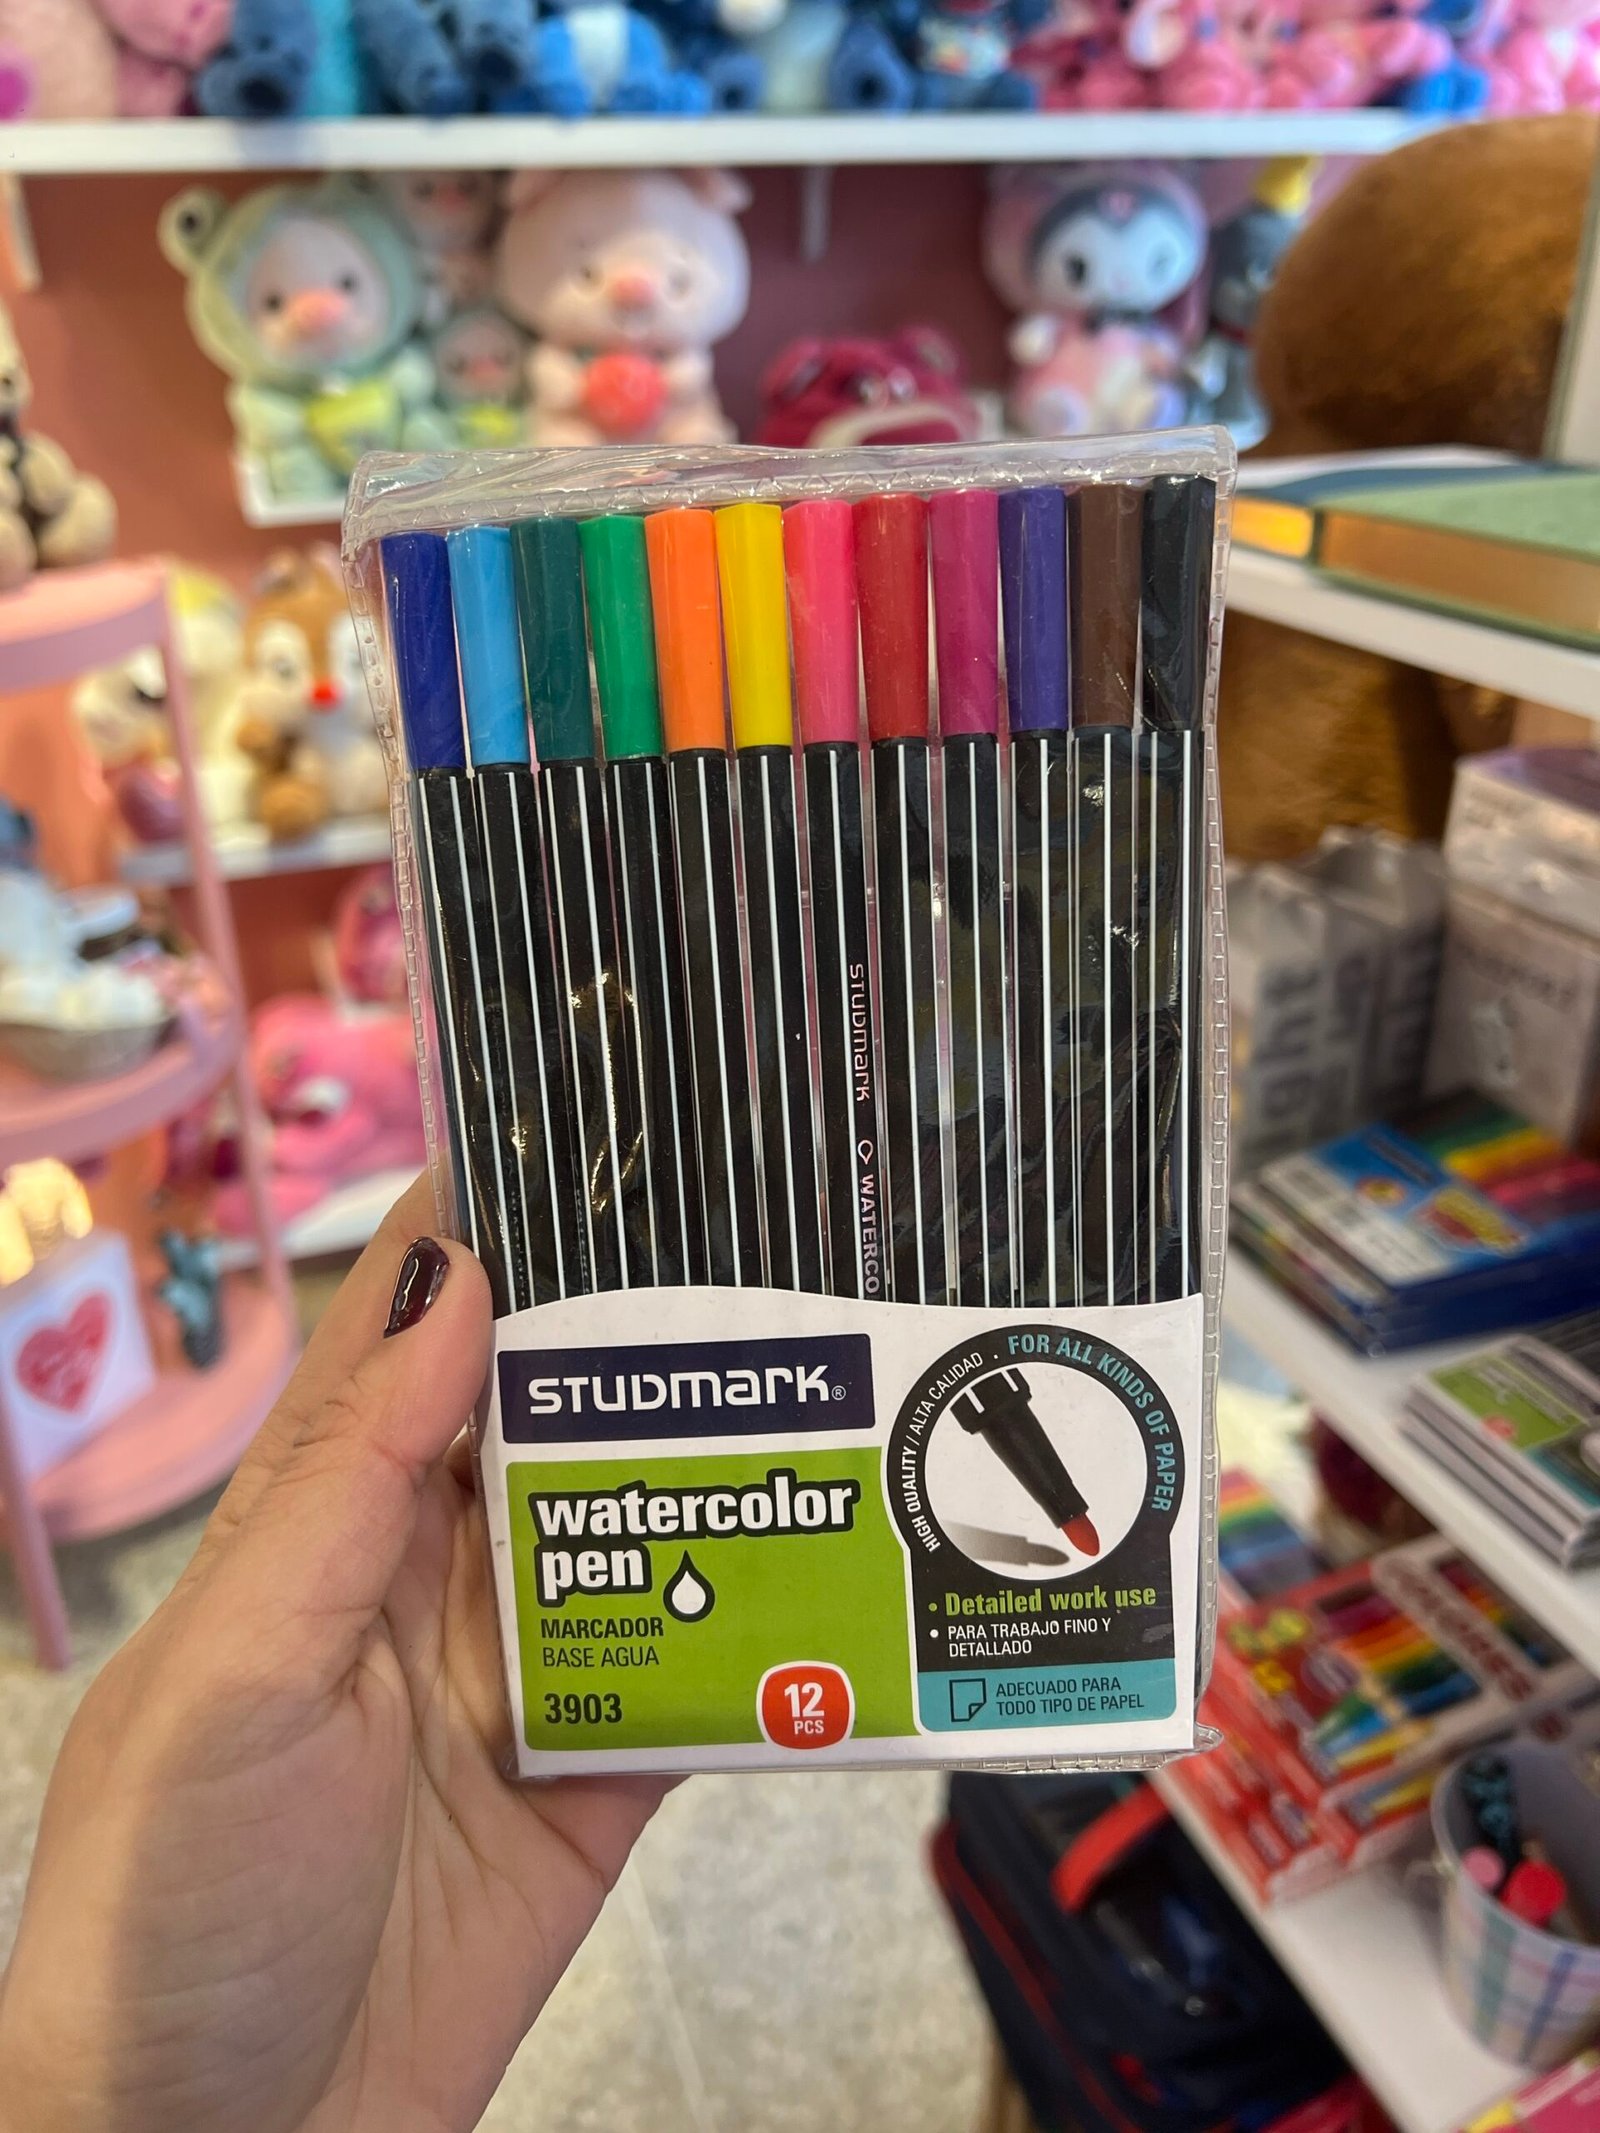 STUDMARK WATERCO
STUDMARK®
watercolor
pen
MARCADOR
BASE AGUA
3903
12
PCS
HIGH QUALITY / ALTA CALIDAD · FOR ALL KINDS OF PAPER
• Detailed work use
• PARA TRABAJO FINO Y
DETALLADO
ADECUADO PARA
TODO TIPO DE PAPEL